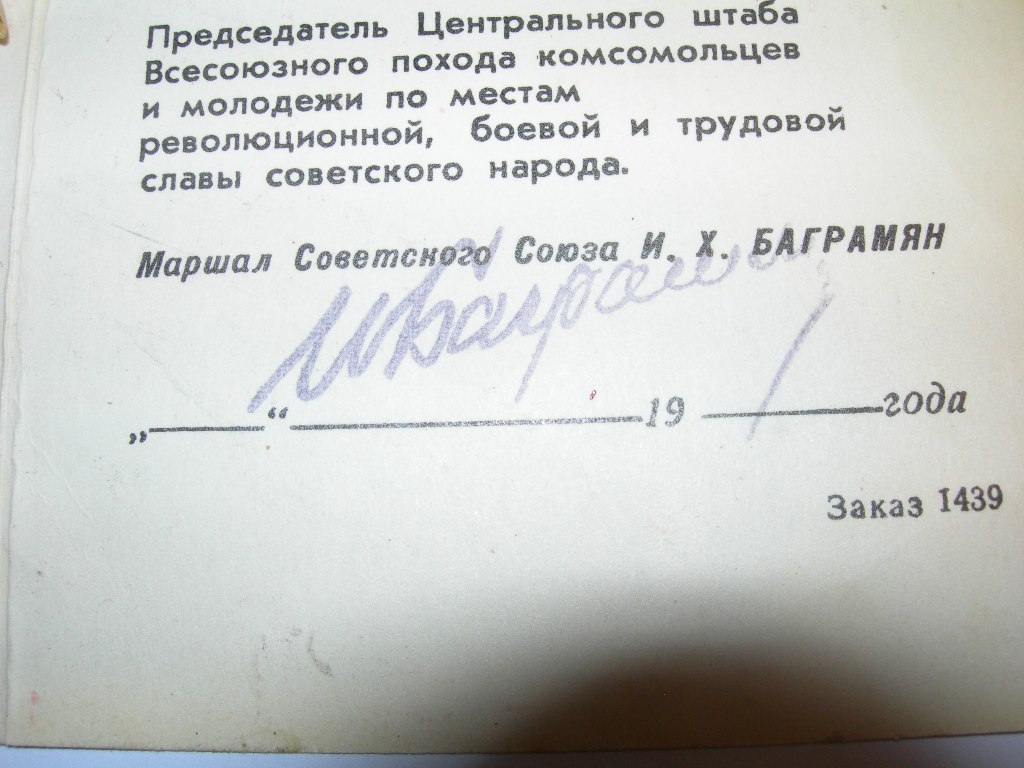 Председатель Центрального штаба
Всесоюзного похода комсомольцев
и молодежи по местам
революционной, боевой и трудовой
славы советского народа.
Маршал Советского Союза И. Х. БАГРАМЯН
ИБаграмян
„ “ 19 года
Заказ 1439